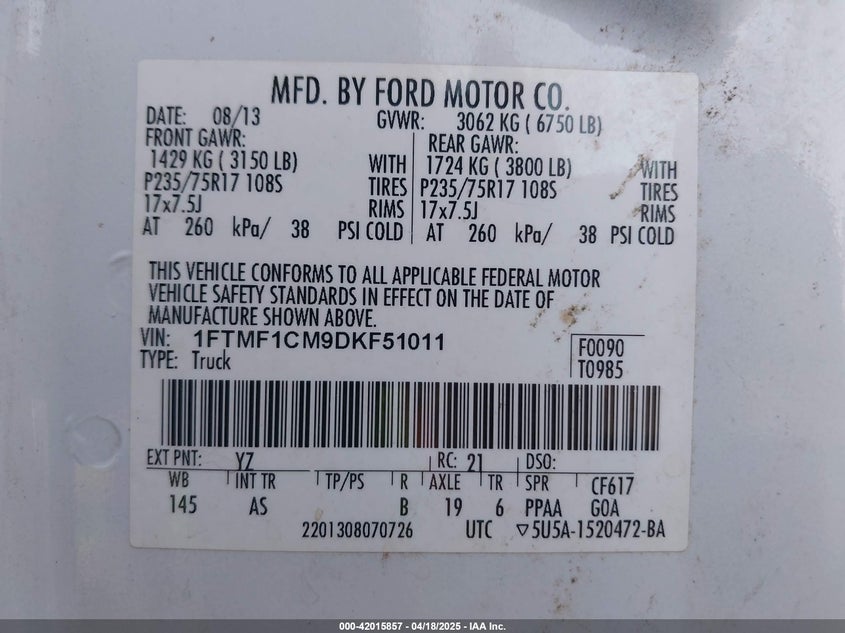 MFD. BY FORD MOTOR CO.
DATE: 08/13 GVWR: 3062 KG ( 6750 LB)
FRONT GAWR: REAR GAWR:
1429 KG ( 3150 LB) WITH 1724 KG ( 3800 LB) WITH
P235/75R17 108S TIRES P235/75R17 108S TIRES
17x7.5J RIMS 17x7.5J RIMS
AT 260 kPa/ 38 PSI COLD AT 260 kPa/ 38 PSI COLD
THIS VEHICLE CONFORMS TO ALL APPLICABLE FEDERAL MOTOR
VEHICLE SAFETY STANDARDS IN EFFECT ON THE DATE OF
MANUFACTURE SHOWN ABOVE.
VIN: 1FTMF1CM9DKF51011 F0090
TYPE: Truck T0985
EXT PNT: YZ RC: 21 DSO:
WB INT TR TP/PS R AXLE TR SPR CF617
145 AS B 19 6 PPAA GOA
2201308070726 UTC ▽5U5A-1520472-BA
000-42015857 - 04/18/2025 - IAA Inc.